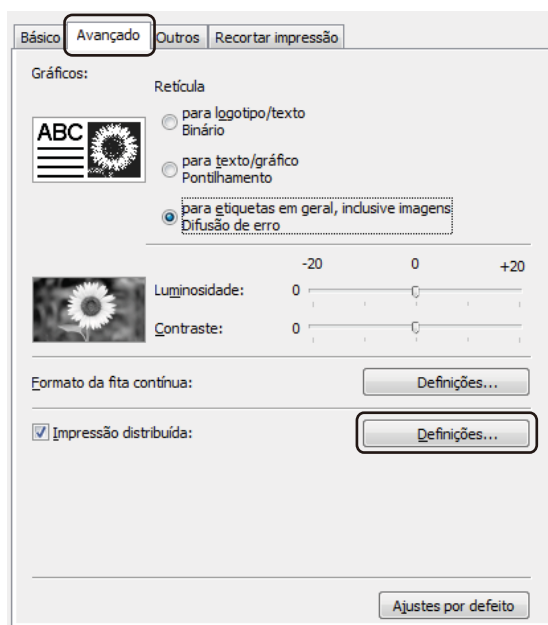 Básico Avançado Outros Recortar impressão
Gráficos:
Retícula
ABC
para logotipo/texto
Binário
para texto/gráfico
Pontilhamento
para etiquetas em geral, inclusive imagens
Difusão de erro
-20 0 +20
Luminosidade: 0
Contraste: 0
Formato da fita contínua: Definições...
Impressão distribuída: Definições...
Ajustes por defeito